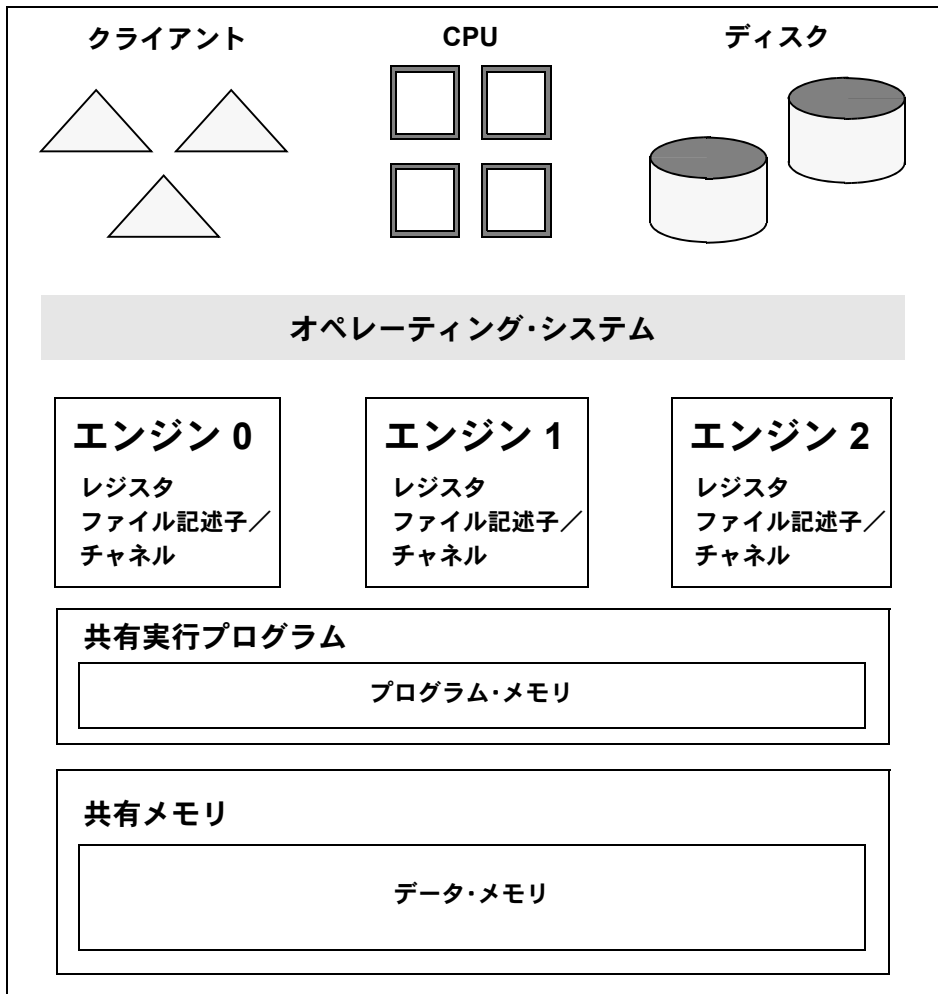 クライアント
CPU
ディスク
オペレーティング･システム
エンジン 0
レジスタ
ファイル記述子／
チャネル
エンジン 1
レジスタ
ファイル記述子／
チャネル
エンジン 2
レジスタ
ファイル記述子／
チャネル
共有実行プログラム
プログラム･メモリ
共有メモリ
データ･メモリ